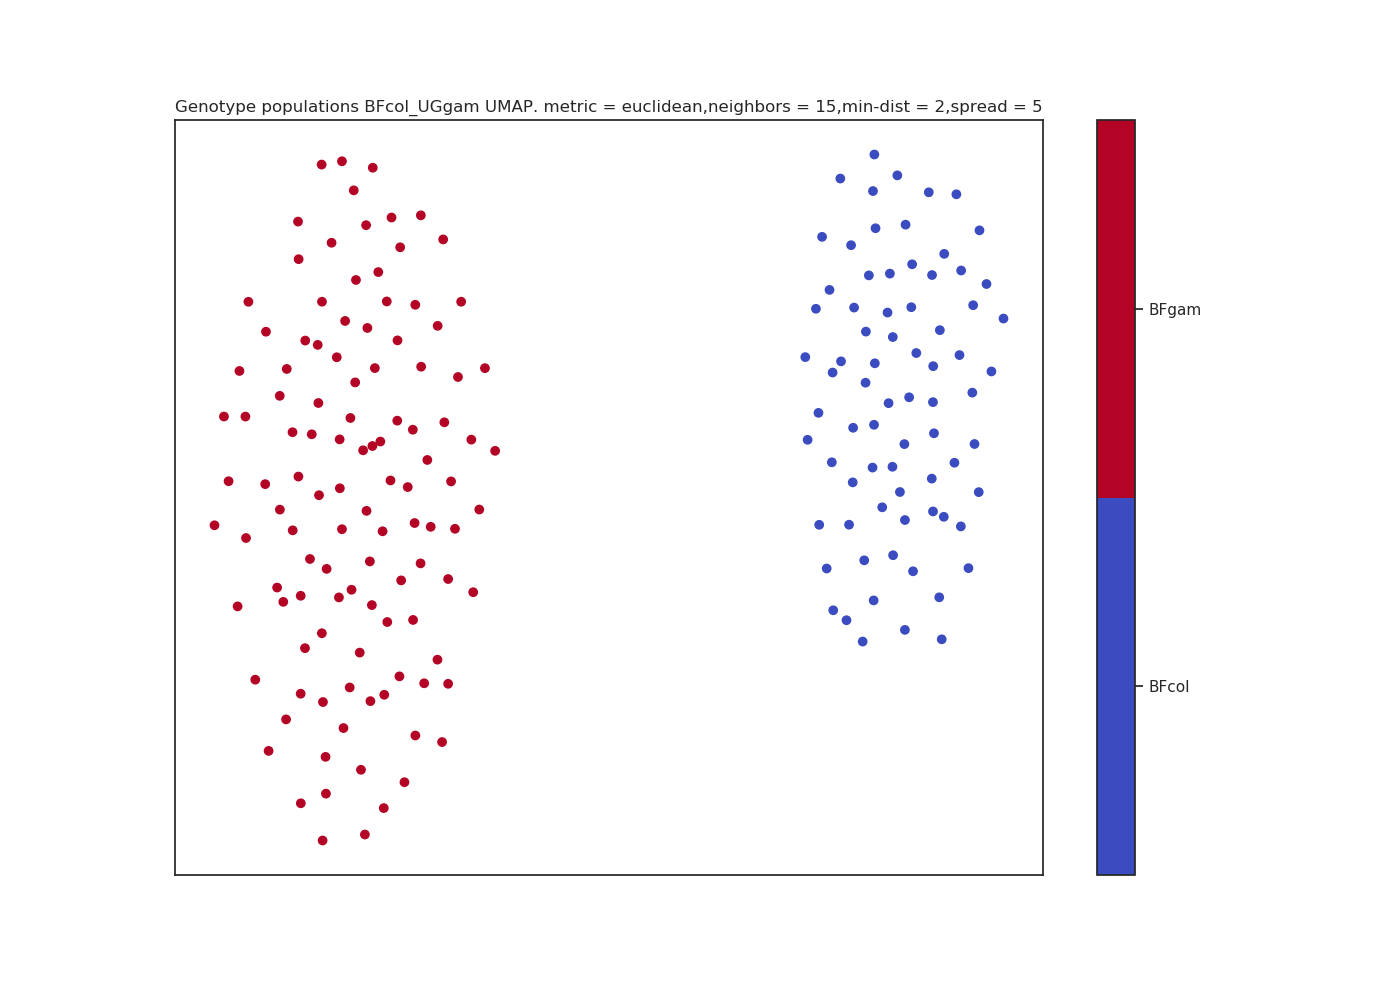 Genotype populations BFcol_UGgam UMAP. metric = euclidean,neighbors = 15,min-dist = 2,spread = 5
BFgam
BFcol